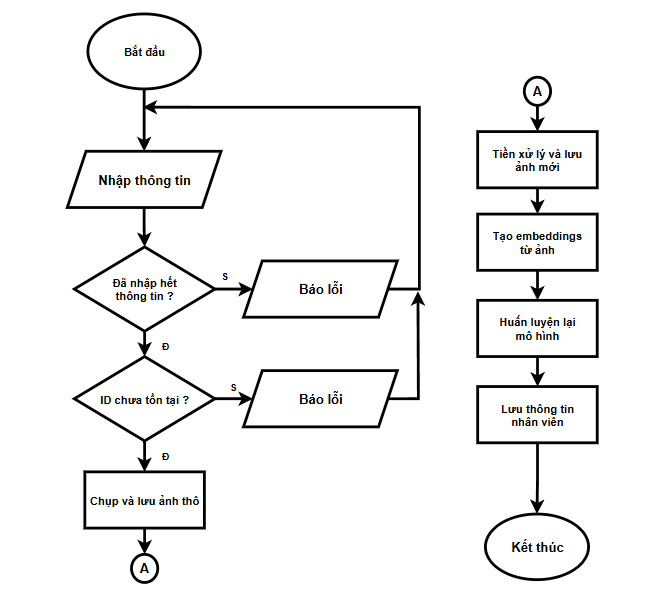 Bắt đầu
Nhập thông tin
Đã nhập hết
thông tin ?
S
Báo lỗi
Đ
ID chưa tồn tại ?
S
Báo lỗi
Đ
Chụp và lưu ảnh thô
A
A
Tiền xử lý và lưu
ảnh mới
Tạo embeddings
từ ảnh
Huấn luyện lại
mô hình
Lưu thông tin
nhân viên
Kết thúc